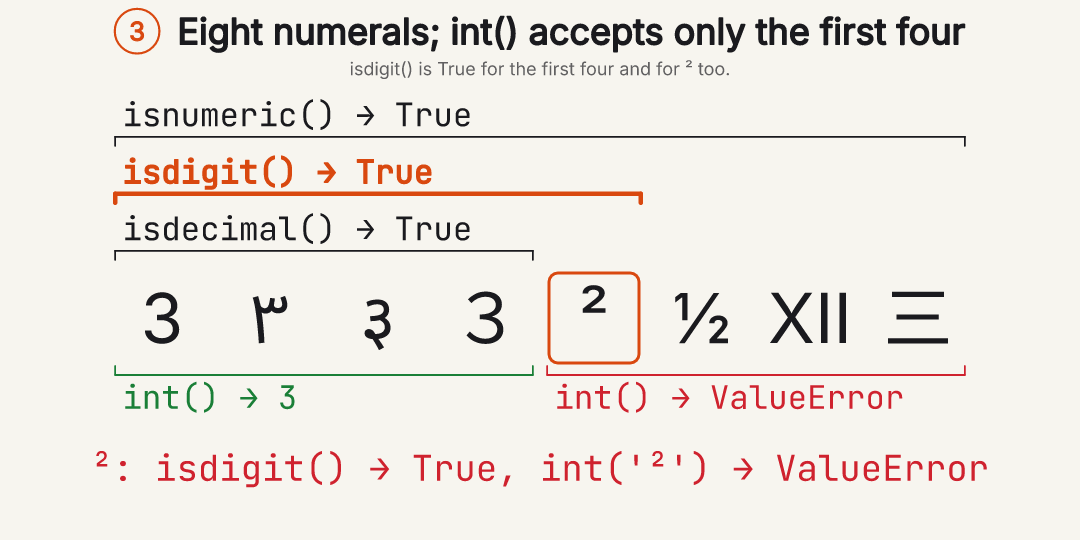 ③ Eight numerals; int() accepts only the first four
isdigit() is True for the first four and for ² too.
isnumeric() → True
isdigit() → True
isdecimal() → True
3 ٣ ३ 3 ² ½ Ⅻ 三
int() → 3 int() → ValueError
²: isdigit() → True, int('²') → ValueError